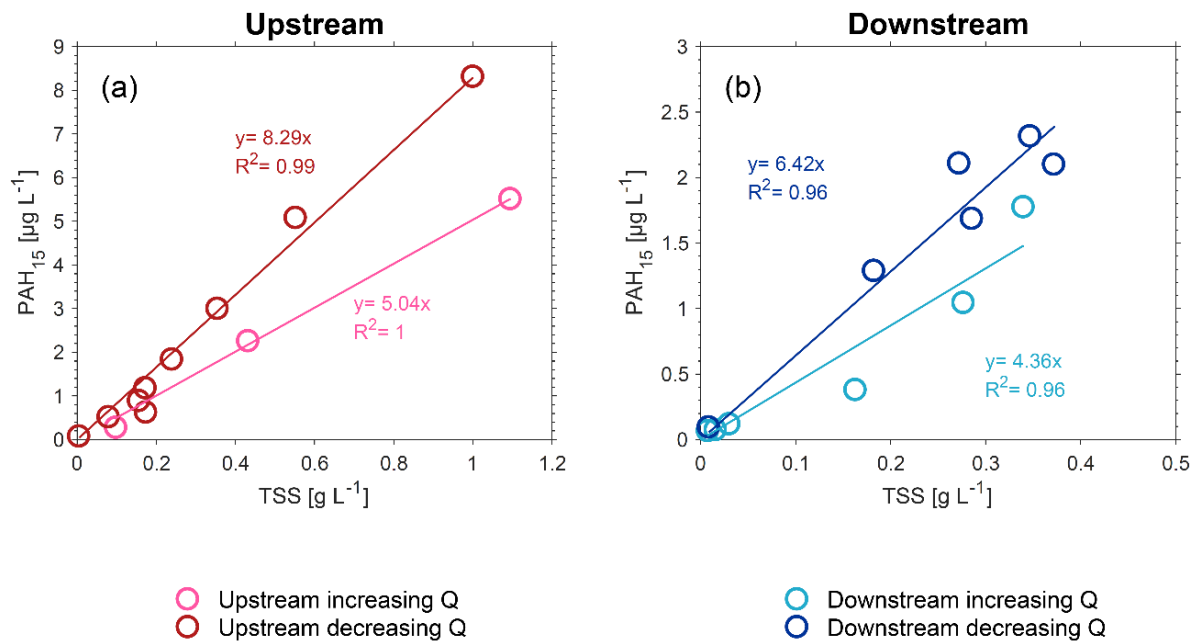 Upstream
Downstream
(a)
9
8
7
6
5
4
3
2
1
0
PAH15 [µg L-1]
y= 8.29x
R2= 0.99
y= 5.04x
R2= 1
0 0.2 0.4 0.6 0.8 1 1.2
TSS [g L-1]
(b)
3
2.5
2
1.5
1
0.5
0
PAH15 [µg L-1]
y= 6.42x
R2= 0.96
y= 4.36x
R2= 0.96
0 0.1 0.2 0.3 0.4 0.5
TSS [g L-1]
Upstream increasing Q
Upstream decreasing Q
Downstream increasing Q
Downstream decreasing Q